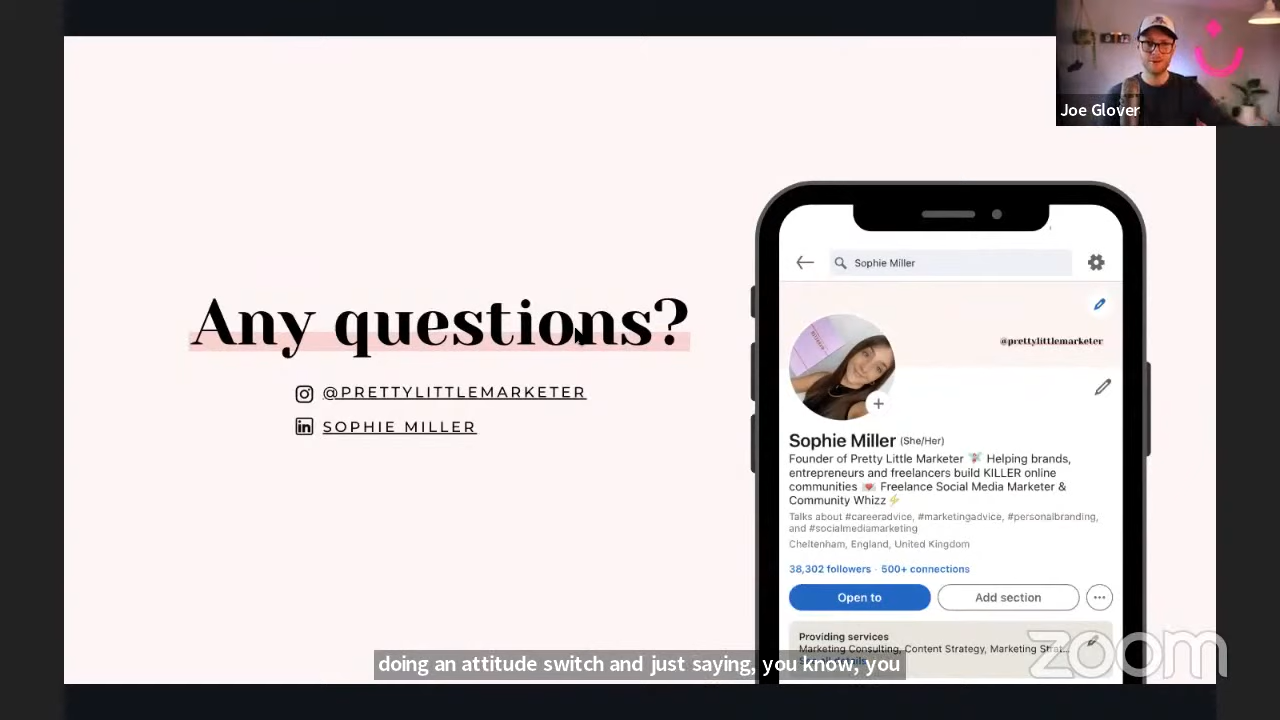 Joe Glover
Any questions?
@PRETTYLITTLEMARKETER
SOPHIE MILLER
Sophie Miller
@prettylittlemarketer
Sophie Miller (She/Her)
Founder of Pretty Little Marketer 💘 Helping brands,
entrepreneurs and freelancers build KILLER online
communities 💌 Freelance Social Media Marketer &
Community Whizz⚡
Talks about #careeradvice, #marketingadvice, #personalbranding,
and #socialmediamarketing
Cheltenham, England, United Kingdom
38,302 followers · 500+ connections
Open to
Add section
Providing services
Marketing Consulting, Content Strategy, Marketing Strat...
doing an attitude switch and just saying, you know, you
zoom